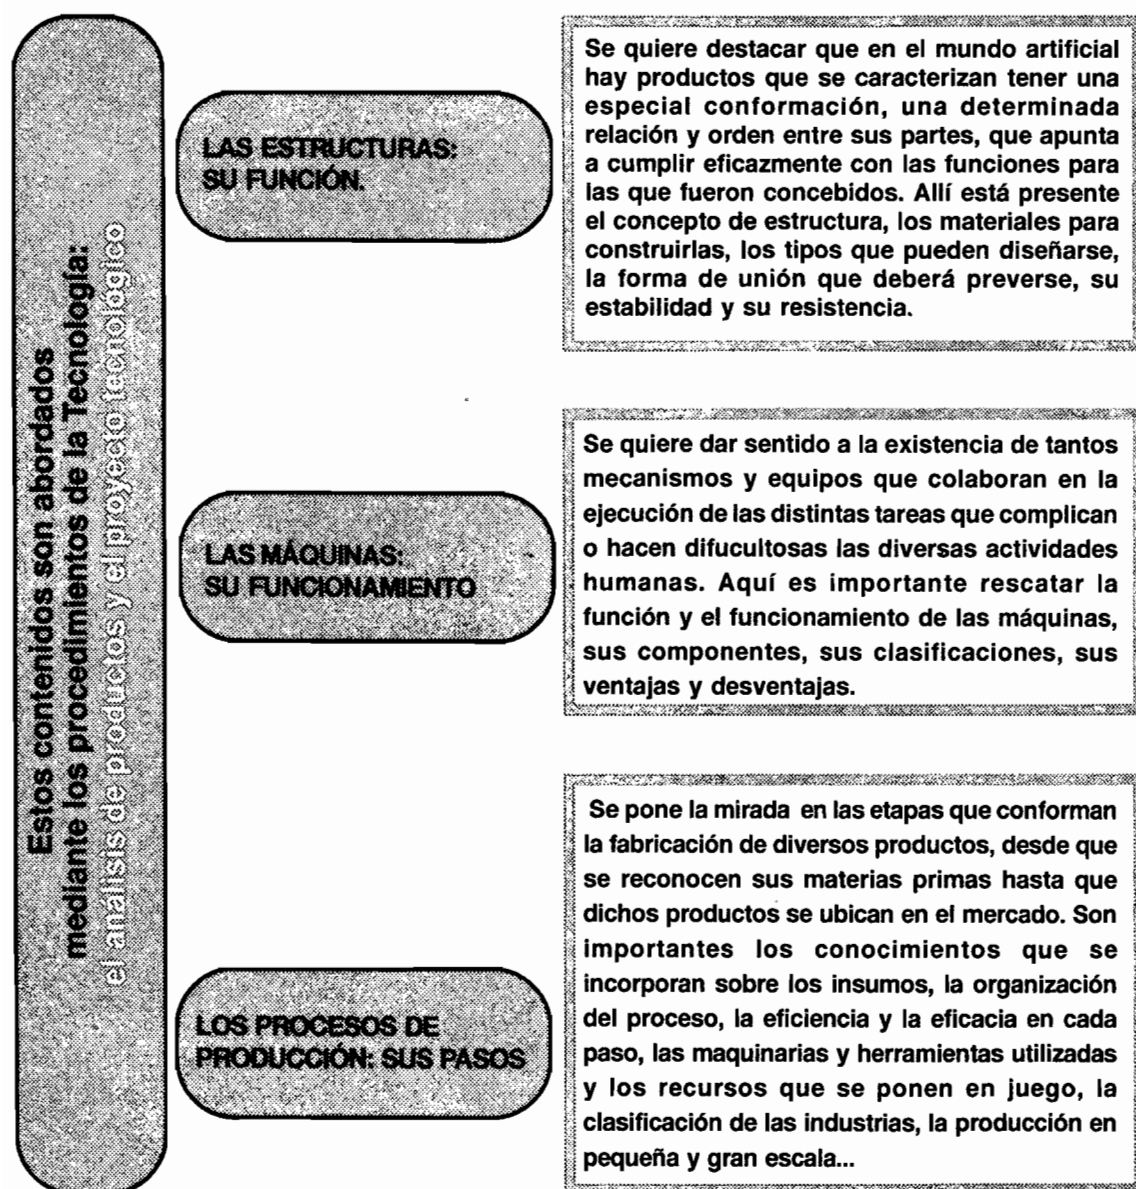 Estos contenidos son abordados
mediante los procedimientos de la Tecnología:
el análisis de productos y el proyecto tecnológico
LAS ESTRUCTURAS:
SU FUNCIÓN.
Se quiere destacar que en el mundo artificial
hay productos que se caracterizan tener una
especial conformación, una determinada
relación y orden entre sus partes, que apunta
a cumplir eficazmente con las funciones para
las que fueron concebidos. Allí está presente
el concepto de estructura, los materiales para
construirlas, los tipos que pueden diseñarse,
la forma de unión que deberá preverse, su
estabilidad y su resistencia.
LAS MÁQUINAS:
SU FUNCIONAMIENTO
Se quiere dar sentido a la existencia de tantos
mecanismos y equipos que colaboran en la
ejecución de las distintas tareas que complican
o hacen difucultosas las diversas actividades
humanas. Aquí es importante rescatar la
función y el funcionamiento de las máquinas,
sus componentes, sus clasificaciones, sus
ventajas y desventajas.
LOS PROCESOS DE
PRODUCCIÓN: SUS PASOS
Se pone la mirada en las etapas que conforman
la fabricación de diversos productos, desde que
se reconocen sus materias primas hasta que
dichos productos se ubican en el mercado. Son
importantes los conocimientos que se
incorporan sobre los insumos, la organización
del proceso, la eficiencia y la eficacia en cada
paso, las maquinarias y herramientas utilizadas
y los recursos que se ponen en juego, la
clasificación de las industrias, la producción en
pequeña y gran escala...